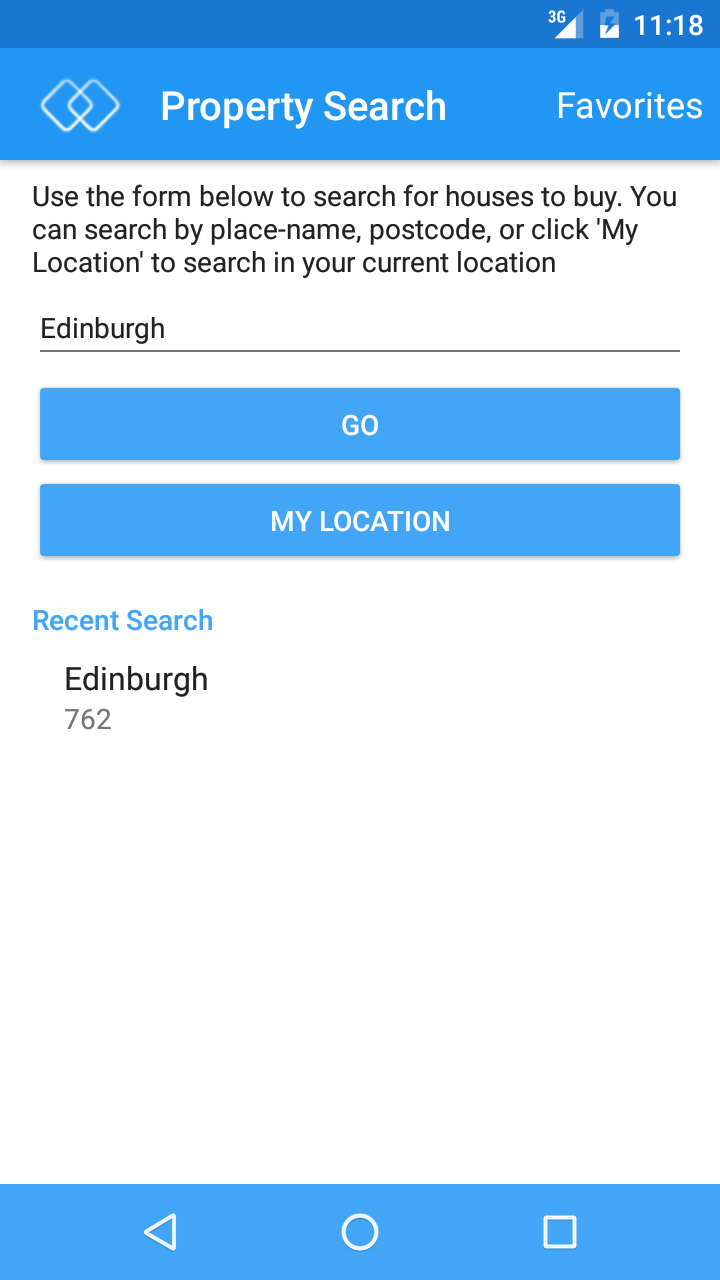 3G 11:18
Property Search Favorites
Use the form below to search for houses to buy. You
can search by place-name, postcode, or click 'My
Location' to search in your current location
Edinburgh
GO
MY LOCATION
Recent Search
Edinburgh
762